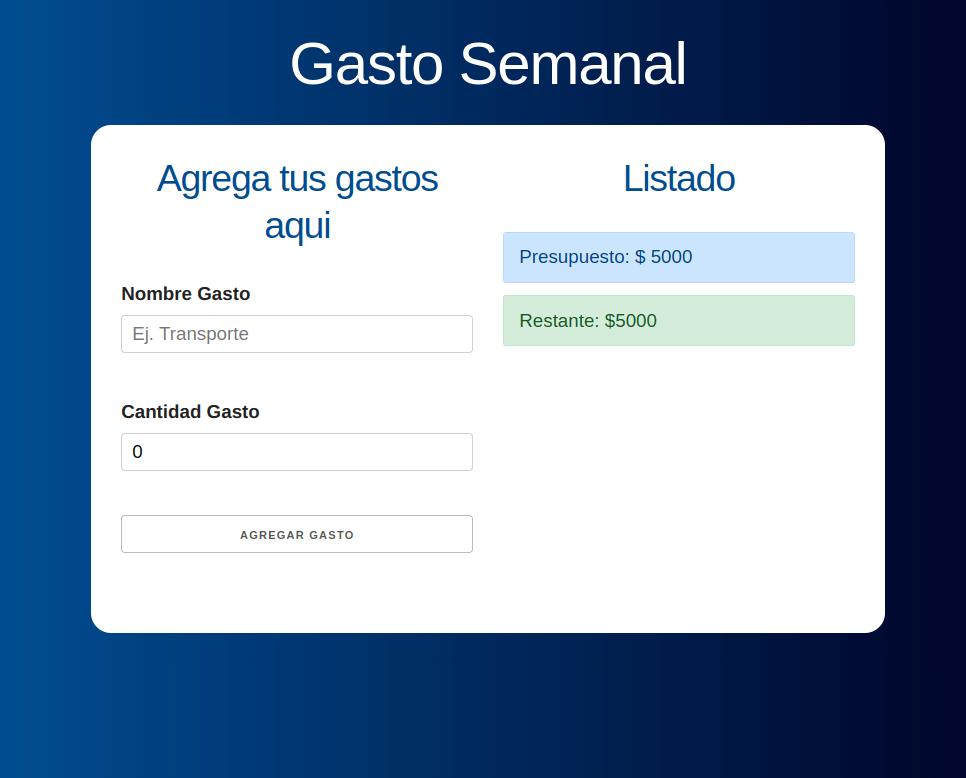 Gasto Semanal
Agrega tus gastos
aqui
Nombre Gasto
Ej. Transporte
Cantidad Gasto
0
AGREGAR GASTO
Listado
Presupuesto: $ 5000
Restante: $5000